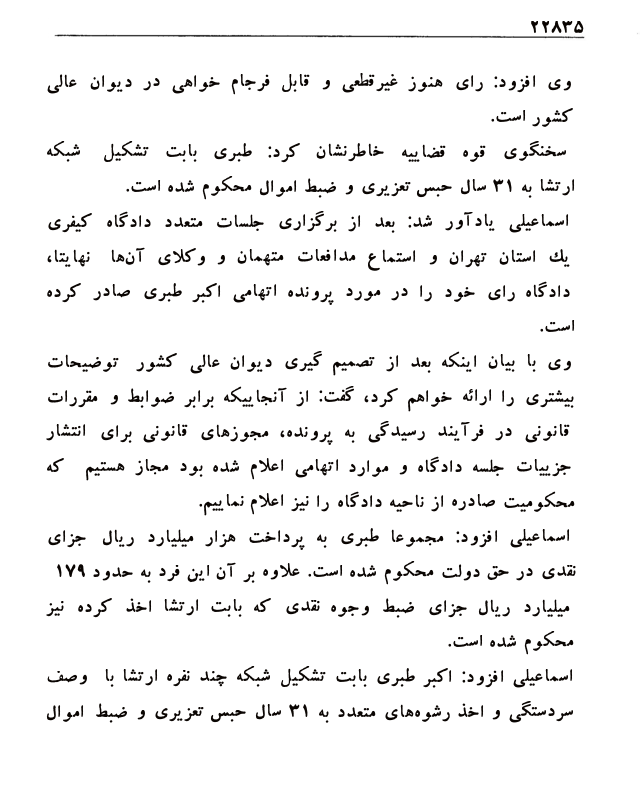 ۲۲۸۳۵
وی افزود: رای هنوز غیرقطعی و قابل فرجام خواهی در دیوان عالی
کشور است.
سخنگوی قوه قضاییه خاطرنشان کرد: طبری بابت تشکیل شبکه
ارتشا به ۳۱ سال حبس تعزیری و ضبط اموال محکوم شده است.
اسماعیلی یادآور شد: بعد از برگزاری جلسات متعدد دادگاه کیفری
یك استان تهران و استماع مدافعات متهمان و وکلای آن‌ها نهایتا،
دادگاه رای خود را در مورد پرونده اتهامی اکبر طبری صادر کرده
است.
وی با بیان اینکه بعد از تصمیم گیری دیوان عالی کشور توضیحات
بیشتری را ارائه خواهم کرد، گفت: از آنجاییکه برابر ضوابط و مقررات
قانونی در فرآیند رسیدگی به پرونده، مجوزهای قانونی برای انتشار
جزییات جلسه دادگاه و موارد اتهامی اعلام شده بود مجاز هستیم که
محکومیت صادره از ناحیه دادگاه را نیز اعلام نماییم.
اسماعیلی افزود: مجموعا طبری به پرداخت هزار میلیارد ریال جزای
نقدی در حق دولت محکوم شده است. علاوه بر آن این فرد به حدود ۱۷۹
میلیارد ریال جزای ضبط وجوه نقدی که بابت ارتشا اخذ کرده نیز
محکوم شده است.
اسماعیلی افزود: اکبر طبری بابت تشکیل شبکه چند نفره ارتشا با وصف
سردستگی و اخذ رشوه‌های متعدد به ۳۱ سال حبس تعزیری و ضبط اموال